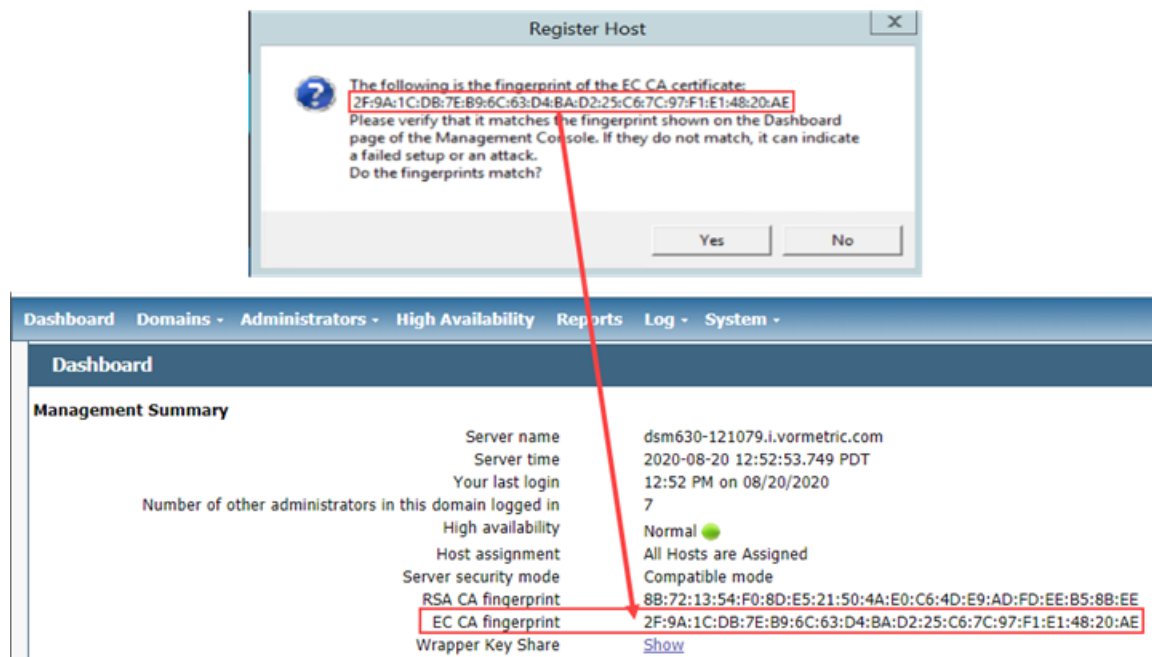 Register Host
X
The following is the fingerprint of the EC CA certificate:
2F:9A:1C:DB:7E:B9:6C:63:D4:BA:D2:25:C6:7C:97:F1:E1:48:20:AE
Please verify that it matches the fingerprint shown on the Dashboard
page of the Management Console. If they do not match, it can indicate
a failed setup or an attack.
Do the fingerprints match?
Yes No
Dashboard Domains Administrators High Availability Reports Log System
Dashboard
Management Summary
Server name dsm630-121079.i.vormetric.com
Server time 2020-08-20 12:52:53.749 PDT
Your last login 12:52 PM on 08/20/2020
Number of other administrators in this domain logged in 7
High availability Normal
Host assignment All Hosts are Assigned
Server security mode Compatible mode
RSA CA fingerprint 8B:72:13:54:F0:8D:E5:21:50:4A:E0:C6:4D:E9:AD:FD:EE:B5:8B:EE
EC CA fingerprint 2F:9A:1C:DB:7E:B9:6C:63:D4:BA:D2:25:C6:7C:97:F1:E1:48:20:AE
Wrapper Key Share Show